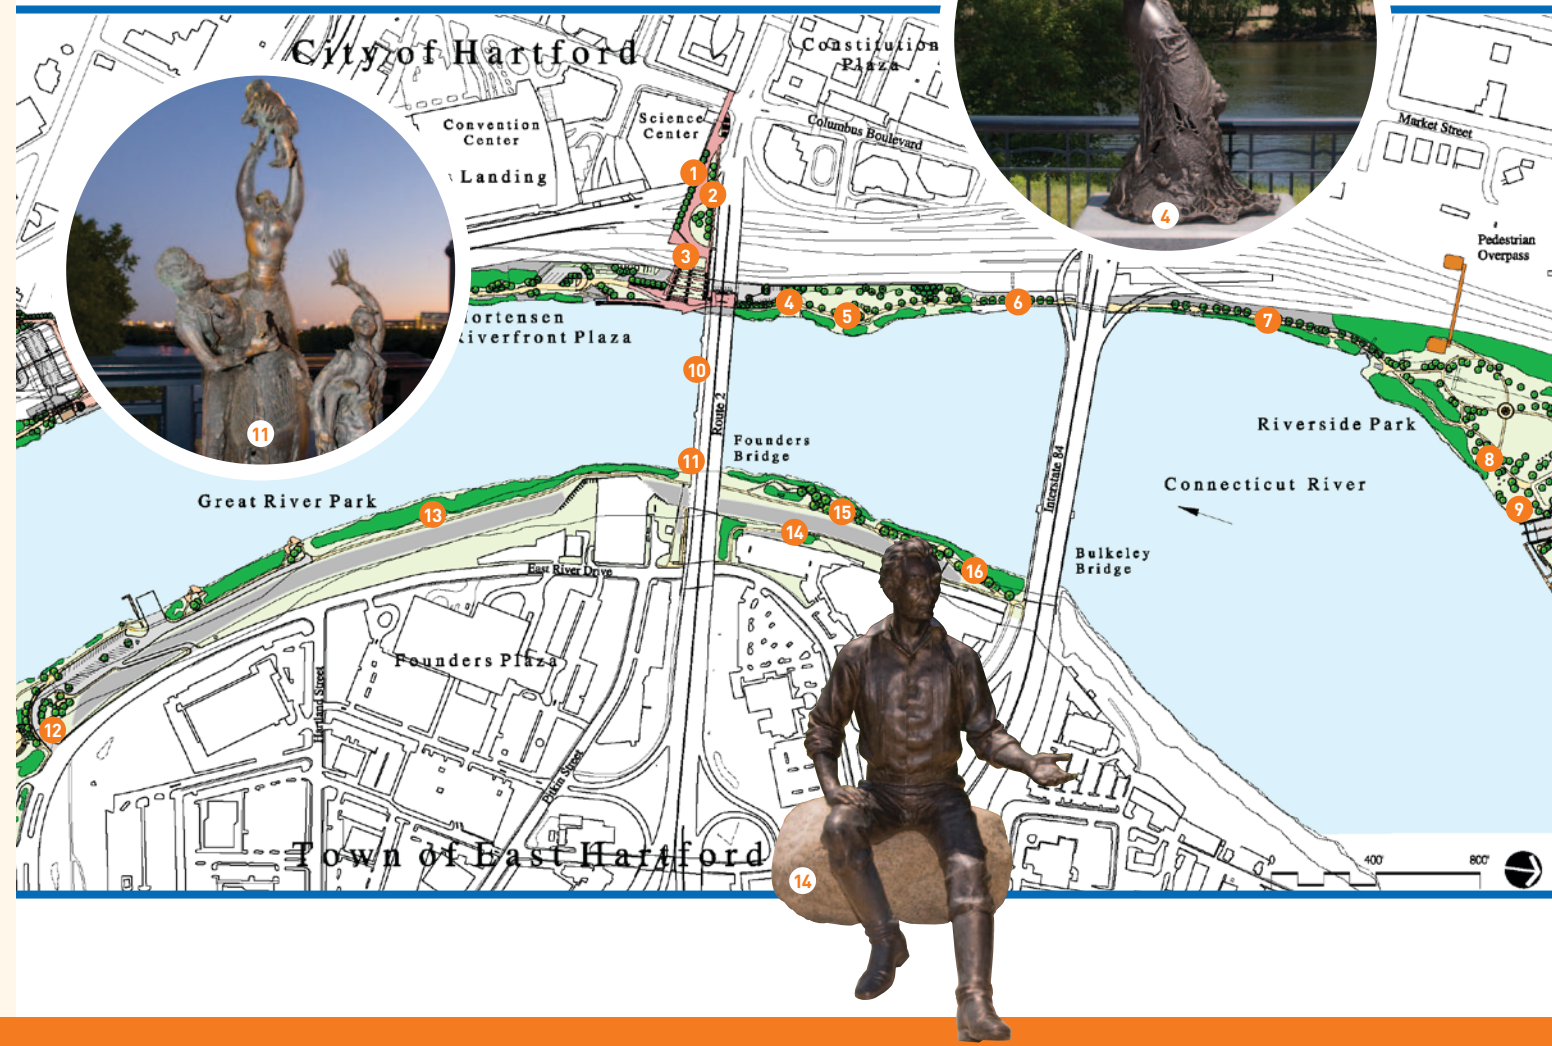 City of Hartford
Constitution
Plaza
Convention
Center
Science
Center
Columbus Boulevard
Market Street
Landing
Pedestrian
Overpass
1
2
3
4
4
5
6
7
8
9
10
11
11
12
13
14
14
15
16
ortensen
iverfront Plaza
Route 2
Founders
Bridge
Riverside Park
Interstate 84
Connecticut River
Great River Park
Bulkeley
Bridge
East River Drive
Founders Plaza
Hartland Street
Pitkin Street
Town of East Hartford
0
400'
800'